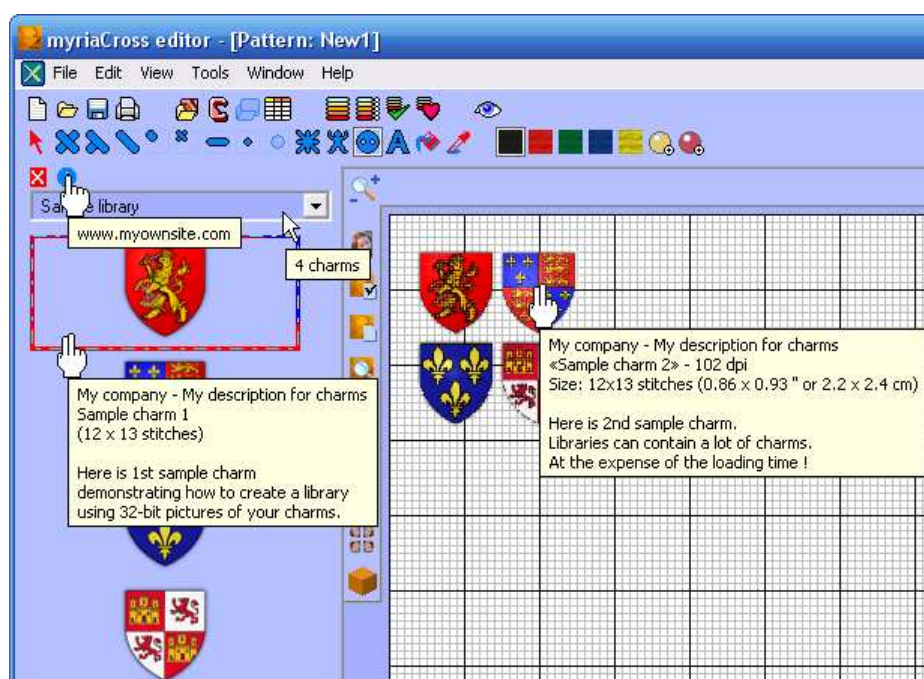 myriaCross editor - [Pattern: New1]
File Edit View Tools Window Help
Sample library
www.myownsite.com
4 charms
My company - My description for charms
Sample charm 1
(12 x 13 stitches)
Here is 1st sample charm
demonstrating how to create a library
using 32-bit pictures of your charms.
My company - My description for charms
«Sample charm 2» - 102 dpi
Size: 12x13 stitches (0.86 x 0.93 " or 2.2 x 2.4 cm)
Here is 2nd sample charm.
Libraries can contain a lot of charms.
At the expense of the loading time !